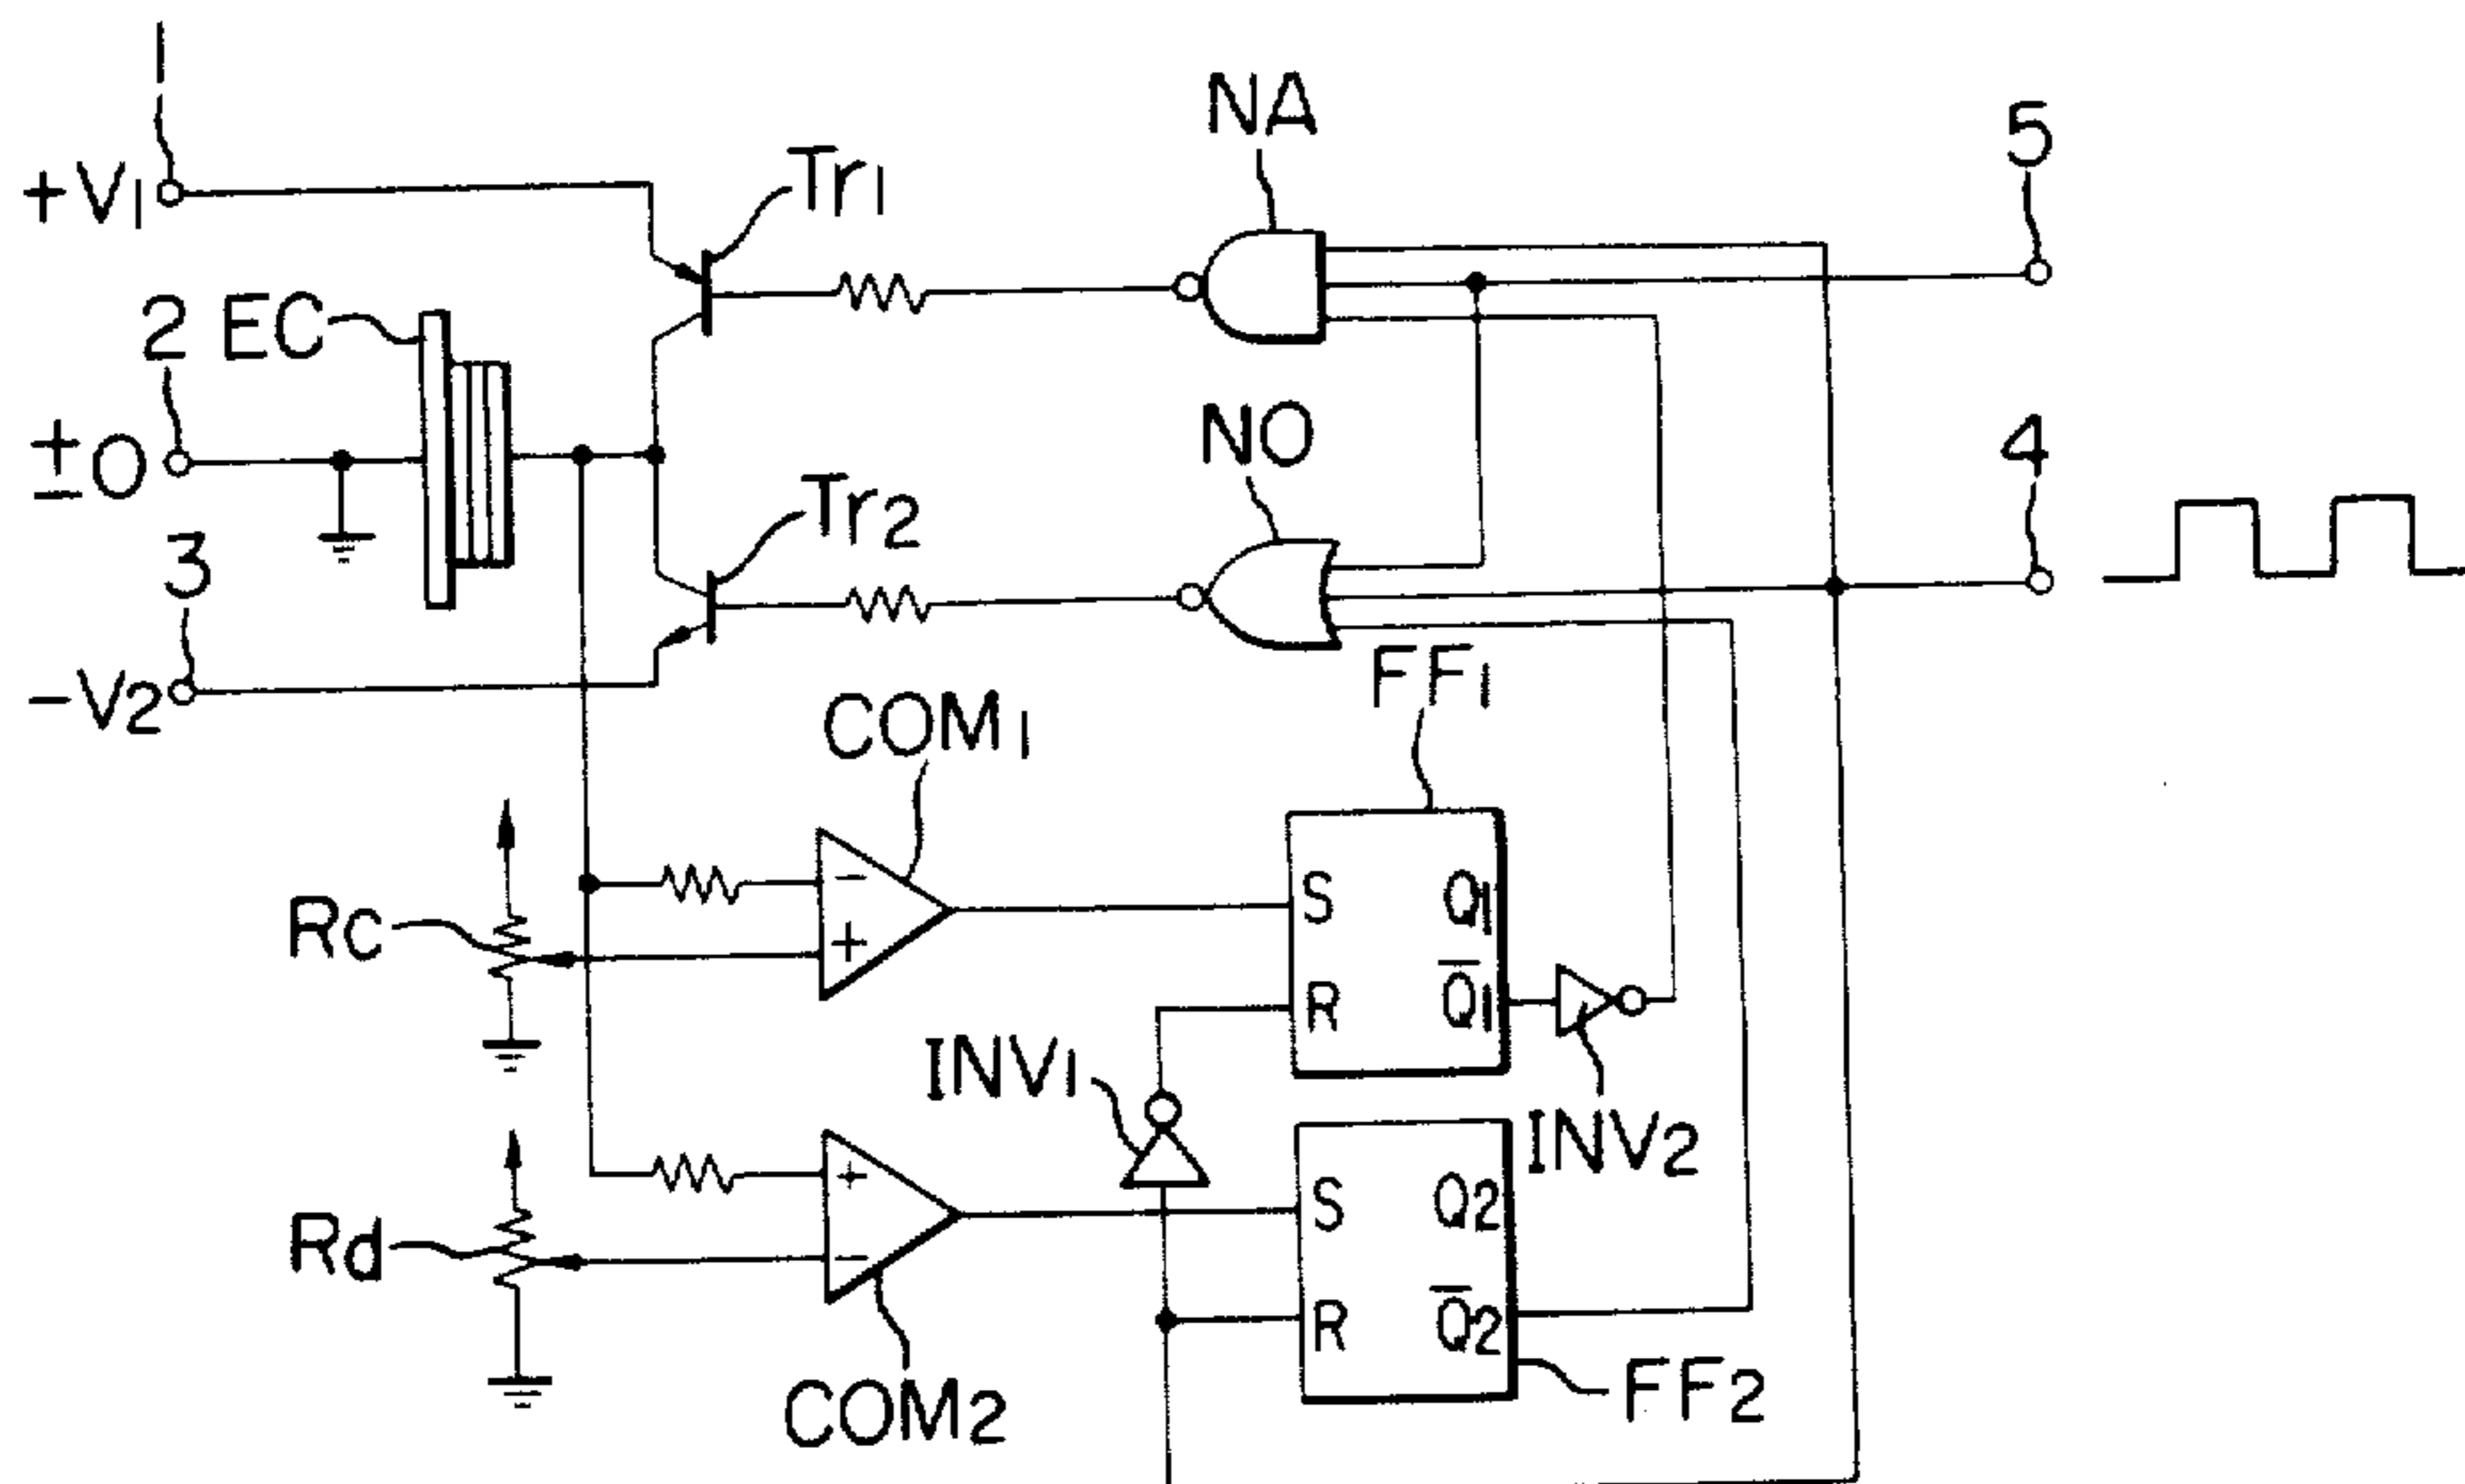 1
+V1
Tr1
NA
5
2
EC
±0
3
-V2
Tr2
NO
4
COM1
FF1
Rc
-
+
S
Q1
R
Q̅1
INV1
INV2
Rd
+
-
S
Q2
R
Q̅2
COM2
FF2